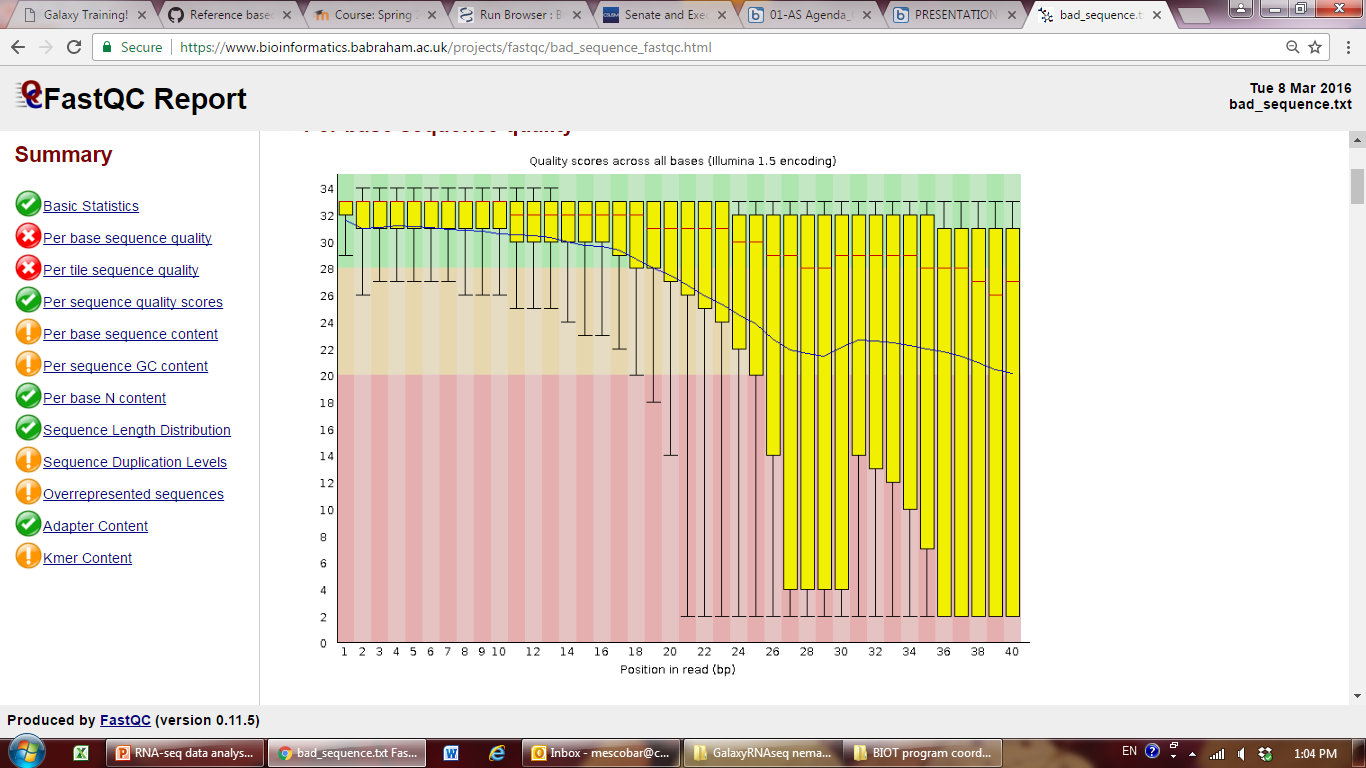 Galaxy Training!
Reference base
Course: Spring
Run Browser : B
Senate and Exec
01-AS Agenda_
PRESENTATION
bad_sequence.t
Secure
https://www.bioinformatics.babraham.ac.uk/projects/fastqc/bad_sequence_fastqc.html
FastQC Report
Tue 8 Mar 2016
bad_sequence.txt
Summary
Basic Statistics
Per base sequence quality
Per tile sequence quality
Per sequence quality scores
Per base sequence content
Per sequence GC content
Per base N content
Sequence Length Distribution
Sequence Duplication Levels
Overrepresented sequences
Adapter Content
Kmer Content
Per base sequence quality
Quality scores across all bases (Illumina 1.5 encoding)
34
32
30
28
26
24
22
20
18
16
14
12
10
8
6
4
2
0
1 2 3 4 5 6 7 8 9 10 12 14 16 18 20 22 24 26 28 30 32 34 36 38 40
Position in read (bp)
Produced by FastQC (version 0.11.5)
RNA-seq data analys...
bad_sequence.txt Fas...
Inbox - mescobar@c...
GalaxyRNAseq nema...
BIOT program coord...
EN
1:04 PM